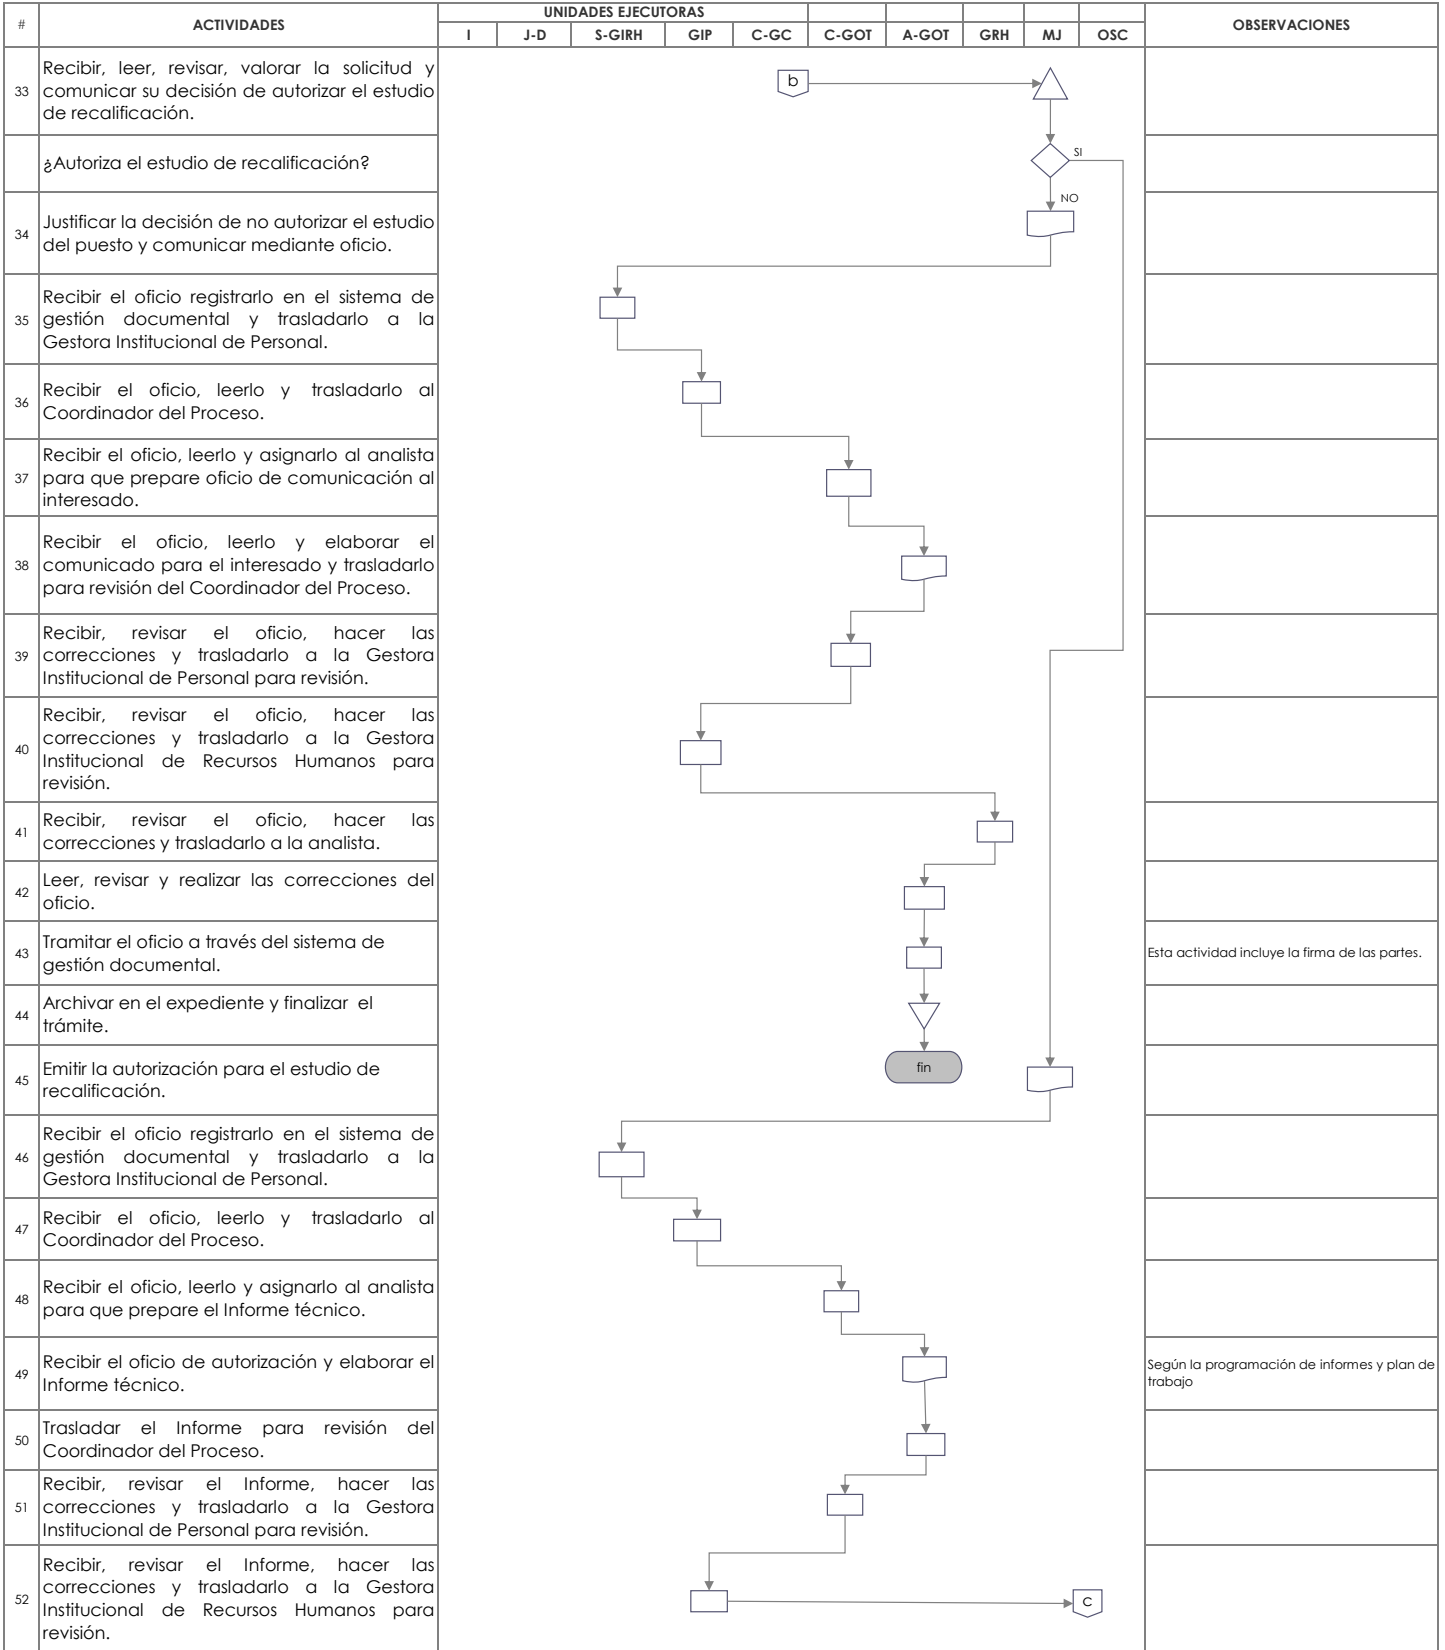 # ACTIVIDADES UNIDADES EJECUTORAS OBSERVACIONES
I J-D S-GIRH GIP C-GC C-GOT A-GOT GRH MJ OSC
33 Recibir, leer, revisar, valorar la solicitud y
comunicar su decisión de autorizar el estudio
de recalificación.
b
¿Autoriza el estudio de recalificación?
SI
NO
34 Justificar la decisión de no autorizar el estudio
del puesto y comunicar mediante oficio.
35 Recibir el oficio registrarlo en el sistema de
gestión documental y trasladarlo a la
Gestora Institucional de Personal.
36 Recibir el oficio, leerlo y trasladarlo al
Coordinador del Proceso.
37 Recibir el oficio, leerlo y asignarlo al analista
para que prepare oficio de comunicación al
interesado.
38 Recibir el oficio, leerlo y elaborar el
comunicado para el interesado y trasladarlo
para revisión del Coordinador del Proceso.
39 Recibir, revisar el oficio, hacer las
correcciones y trasladarlo a la Gestora
Institucional de Personal para revisión.
40 Recibir, revisar el oficio, hacer las
correcciones y trasladarlo a la Gestora
Institucional de Recursos Humanos para
revisión.
41 Recibir, revisar el oficio, hacer las
correcciones y trasladarlo a la analista.
42 Leer, revisar y realizar las correcciones del
oficio.
43 Tramitar el oficio a través del sistema de
gestión documental.
Esta actividad incluye la firma de las partes.
44 Archivar en el expediente y finalizar el
trámite.
fin
45 Emitir la autorización para el estudio de
recalificación.
46 Recibir el oficio registrarlo en el sistema de
gestión documental y trasladarlo a la
Gestora Institucional de Personal.
47 Recibir el oficio, leerlo y trasladarlo al
Coordinador del Proceso.
48 Recibir el oficio, leerlo y asignarlo al analista
para que prepare el Informe técnico.
49 Recibir el oficio de autorización y elaborar el
Informe técnico.
Según la programación de informes y plan de
trabajo
50 Trasladar el Informe para revisión del
Coordinador del Proceso.
51 Recibir, revisar el Informe, hacer las
correcciones y trasladarlo a la Gestora
Institucional de Personal para revisión.
52 Recibir, revisar el Informe, hacer las
correcciones y trasladarlo a la Gestora
Institucional de Recursos Humanos para
revisión.
C